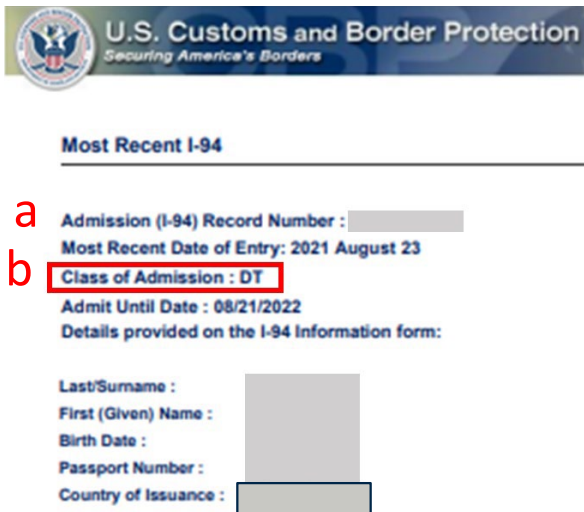 U.S. Customs and Border Protection
Securing America's Borders
Most Recent I-94
a
Admission (I-94) Record Number :
Most Recent Date of Entry: 2021 August 23
b
Class of Admission : DT
Admit Until Date : 08/21/2022
Details provided on the I-94 Information form:
Last/Surname :
First (Given) Name :
Birth Date :
Passport Number :
Country of Issuance :